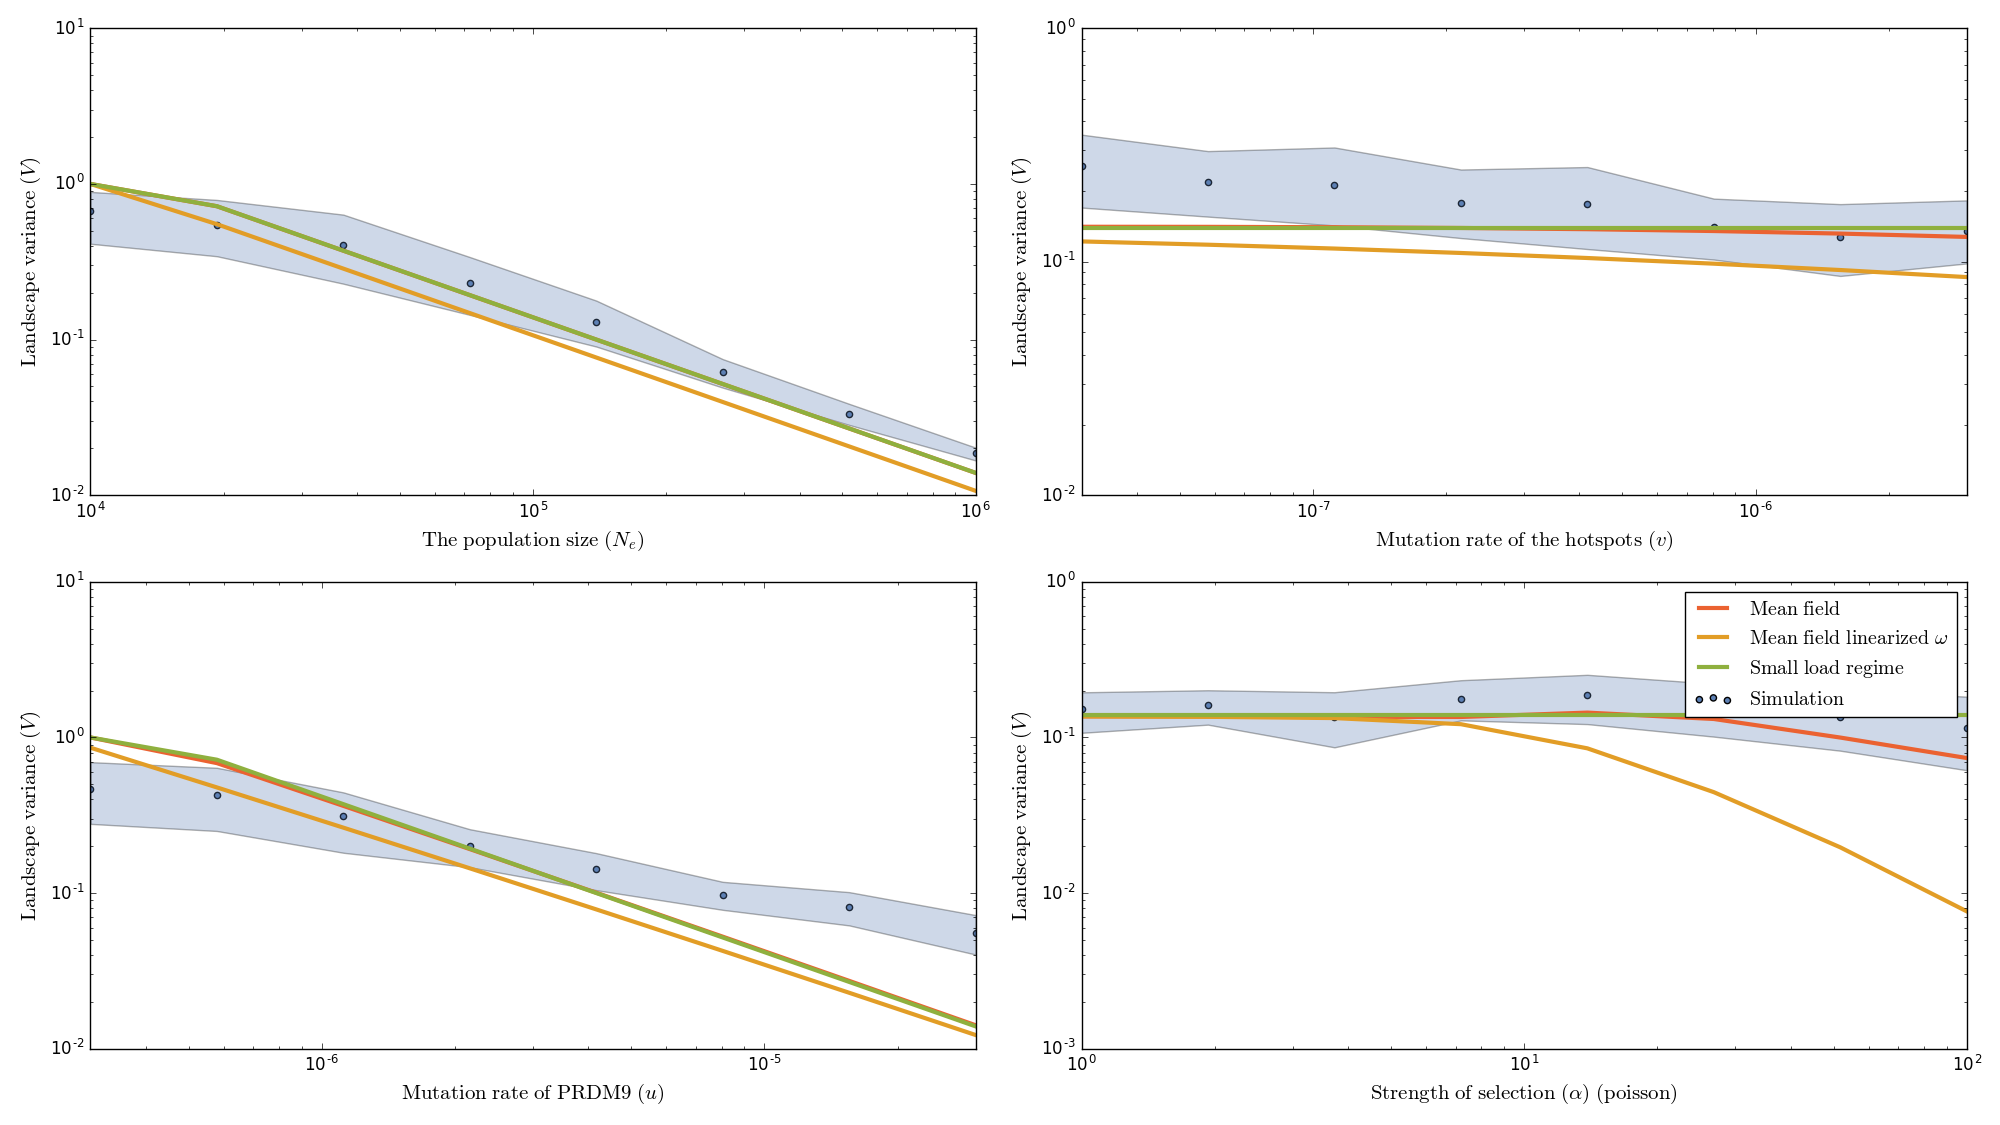 10^1
10^0
10^-1
10^-2
Landscape variance (V)
10^4
10^5
10^6
The population size (N_e)
10^0
10^-1
10^-2
Landscape variance (V)
10^-7
10^-6
Mutation rate of the hotspots (v)
10^1
10^0
10^-1
10^-2
Landscape variance (V)
10^-6
10^-5
Mutation rate of PRDM9 (u)
10^0
10^-1
10^-2
10^-3
Landscape variance (V)
Mean field
Mean field linearized ω
Small load regime
Simulation
10^0
10^1
10^2
Strength of selection (α) (poisson)